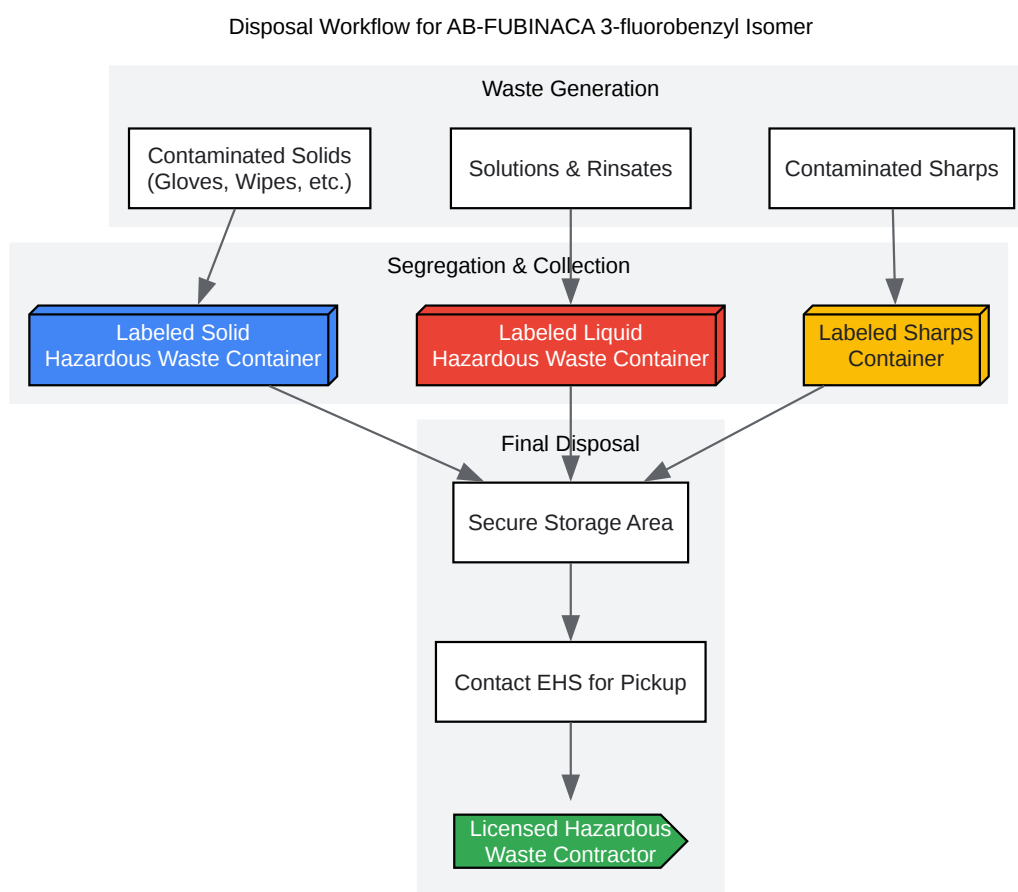 Disposal Workflow for AB-FUBINACA 3-fluorobenzyl Isomer
Waste Generation
Contaminated Solids
(Gloves, Wipes, etc.)
Solutions & Rinsates
Contaminated Sharps
Segregation & Collection
Labeled Solid
Hazardous Waste Container
Labeled Liquid
Hazardous Waste Container
Labeled Sharps
Container
Final Disposal
Secure Storage Area
Contact EHS for Pickup
Licensed Hazardous
Waste Contractor